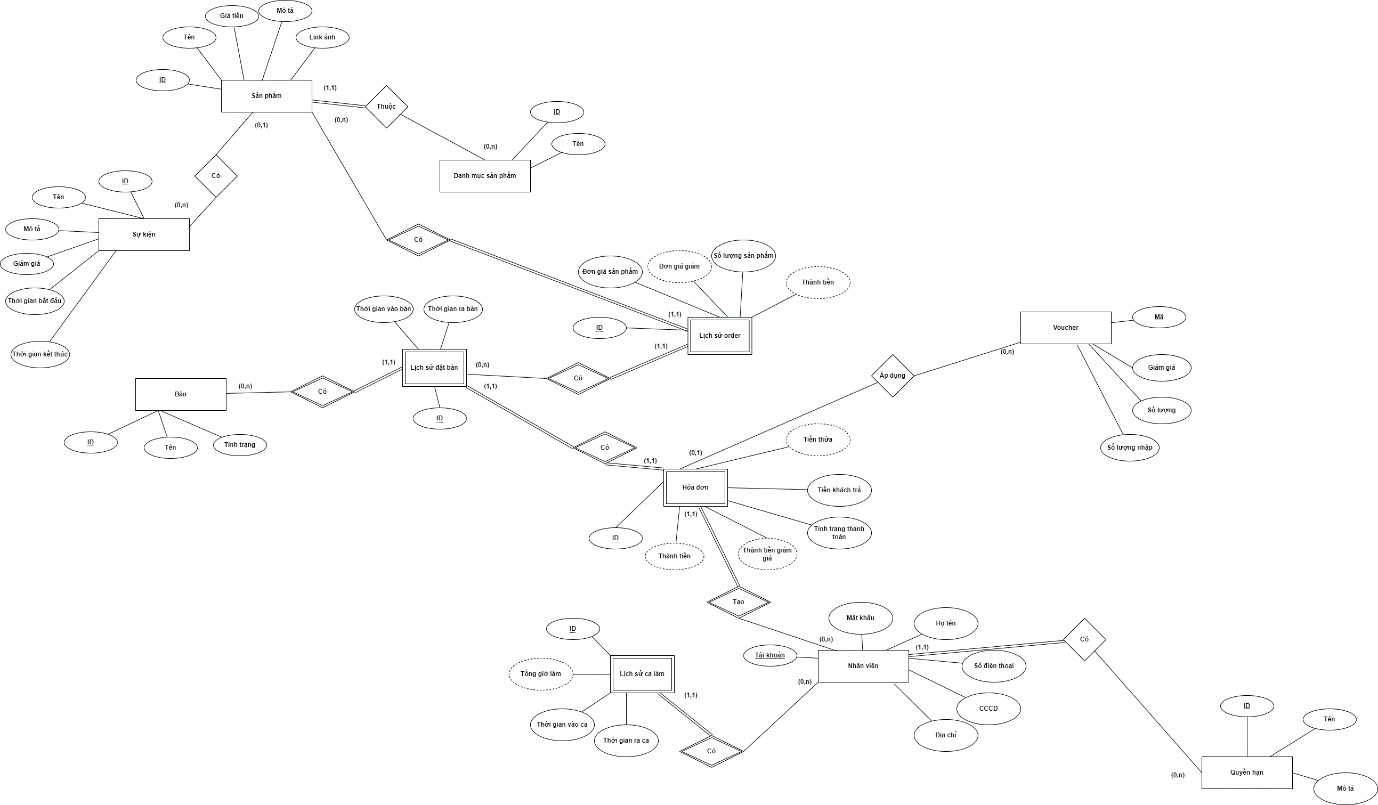 Mô tả
Giá tiền
Tên
Link ảnh
ID
Sản phẩm
(1,1)
Thuộc
(0,n)
(0,1)
ID
Tên
(0,n)
Danh mục sản phẩm
Có
ID
Tên
(0,n)
Mô tả
Sự kiện
Giảm giá
Thời gian bắt đầu
Thời gian kết thúc
Có
Đơn giá sản phẩm
Đơn giá giảm
Số lượng sản phẩm
Thành tiền
(1,1)
ID
Lịch sử order
(1,1)
Thời gian vào bàn
Thời gian ra bàn
Lịch sử đặt bàn
(1,1)
(0,n)
(1,1)
Có
ID
Bàn
(0,n)
Có
ID
Tên
Tình trạng
Voucher
Mã
(0,n)
Giảm giá
Số lượng
Số lượng nhập
Áp dụng
(0,1)
Có
(1,1)
Tiền thừa
Hóa đơn
Tiền khách trả
(1,1)
Tình trạng thanh
toán
ID
Thành tiền
Thành tiền giảm
giá
Tạo
(0,n)
Mật khẩu
Họ tên
(1,1)
Có
Tài khoản
Nhân viên
Số điện thoại
(0,n)
CCCD
Địa chỉ
ID
Tổng giờ làm
Lịch sử ca làm
(1,1)
Thời gian vào ca
Thời gian ra ca
Có
ID
Tên
(0,n)
Quyền hạn
Mô tả